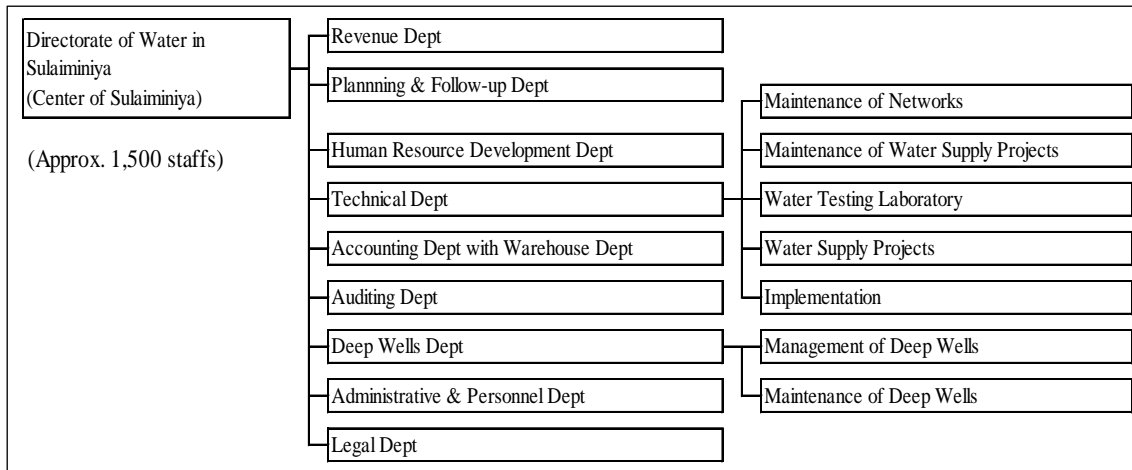 Directorate of Water in
Sulaiminiya
(Center of Sulaiminiya)
(Approx. 1,500 staffs)
Revenue Dept
Plannning & Follow-up Dept
Human Resource Development Dept
Technical Dept
Accounting Dept with Warehouse Dept
Auditing Dept
Deep Wells Dept
Administrative & Personnel Dept
Legal Dept
Maintenance of Networks
Maintenance of Water Supply Projects
Water Testing Laboratory
Water Supply Projects
Implementation
Management of Deep Wells
Maintenance of Deep Wells